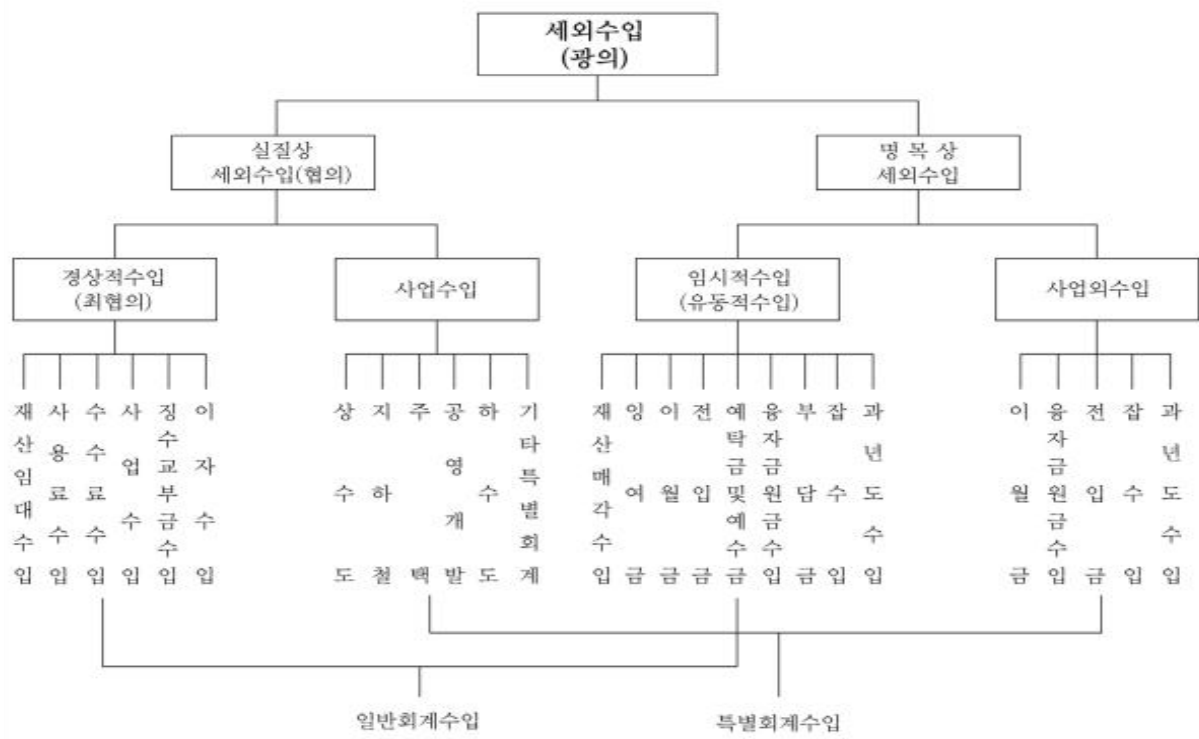 세외수입
(광의)
실질상
세외수입(협의)
명 목 상
세외수입
경상적수입
(최협의)
사업수입
임시적수입
(유동적수입)
사업외수입
재산임대수입
사용료수입
수수료수입
사업수입
징수교부금수입
이자수입
상수도
지하철
주택
공영개발
하수도
기타특별회계
재산매각수입
잉여금
이월금
전입금
예탁금및예수금
융자금원금수입
부담금
잡수입
과년도수입
이월금
융자금원금수입
전입금
잡수입
과년도수입
일반회계수입
특별회계수입